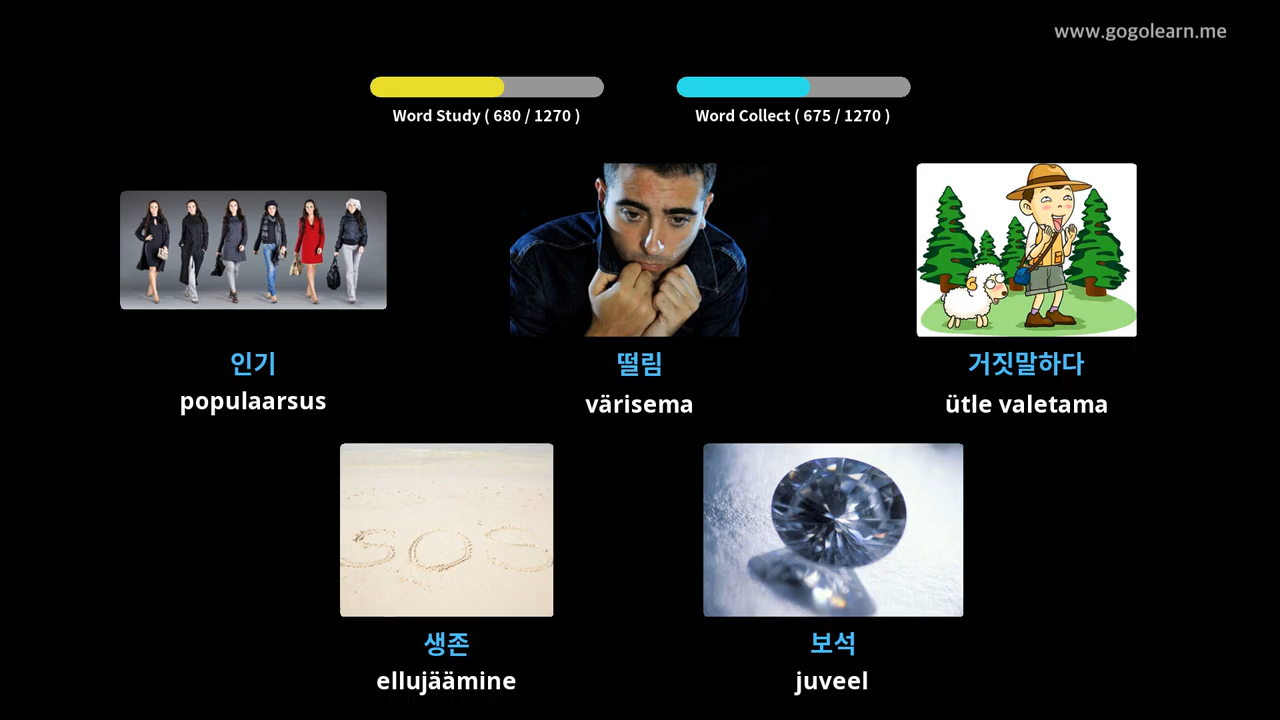 www.gogolearn.me
Word Study ( 680 / 1270 )
Word Collect ( 675 / 1270 )
인기
populaarsus
떨림
värisema
거짓말하다
ütle valetama
SOS
생존
ellujäämine
보석
juveel